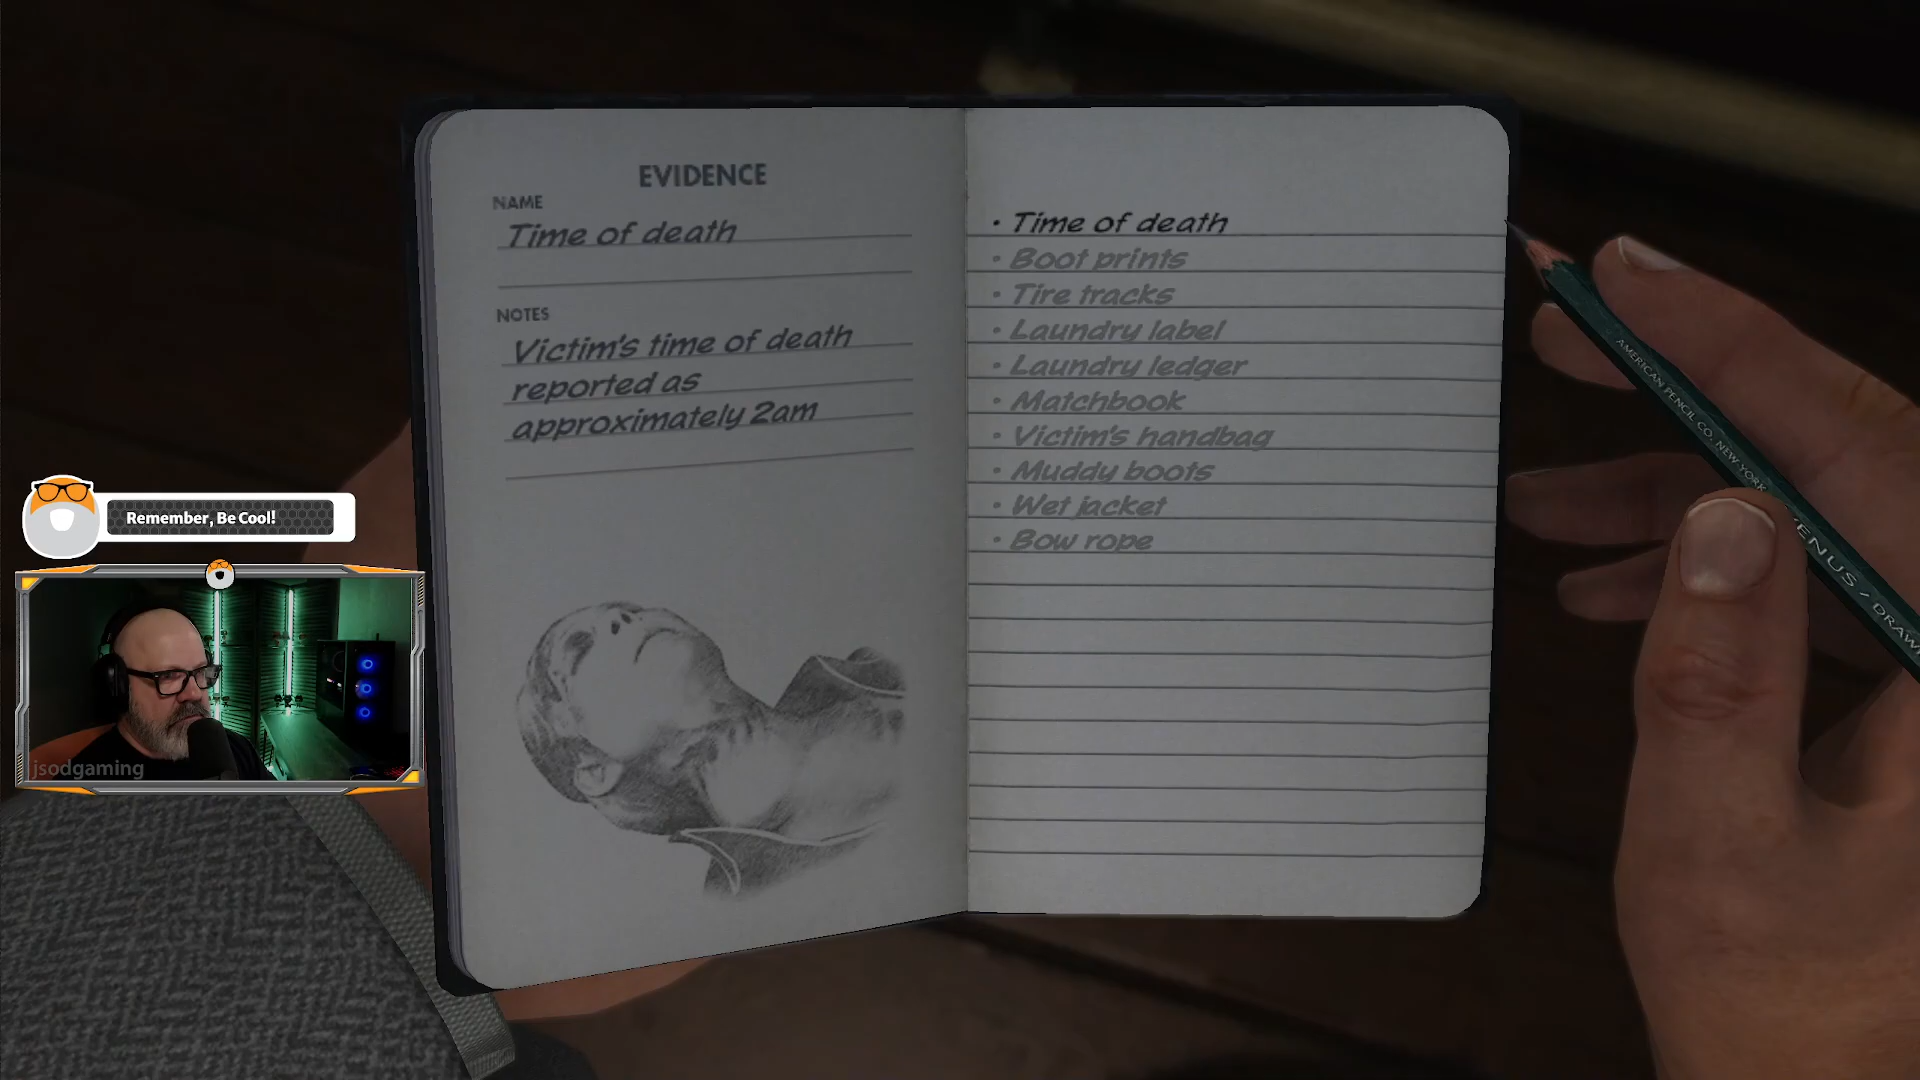 EVIDENCE
NAME
Time of death
NOTES
Victim's time of death
reported as
approximately 2am
• Time of death
• Boot prints
• Tire tracks
• Laundry label
• Laundry ledger
• Matchbook
• Victim's handbag
• Muddy boots
• Wet jacket
• Bow rope
AMERICAN PENCIL CO. NEW YORK
VENUS / DRAW
Remember, Be Cool!
jsodgaming